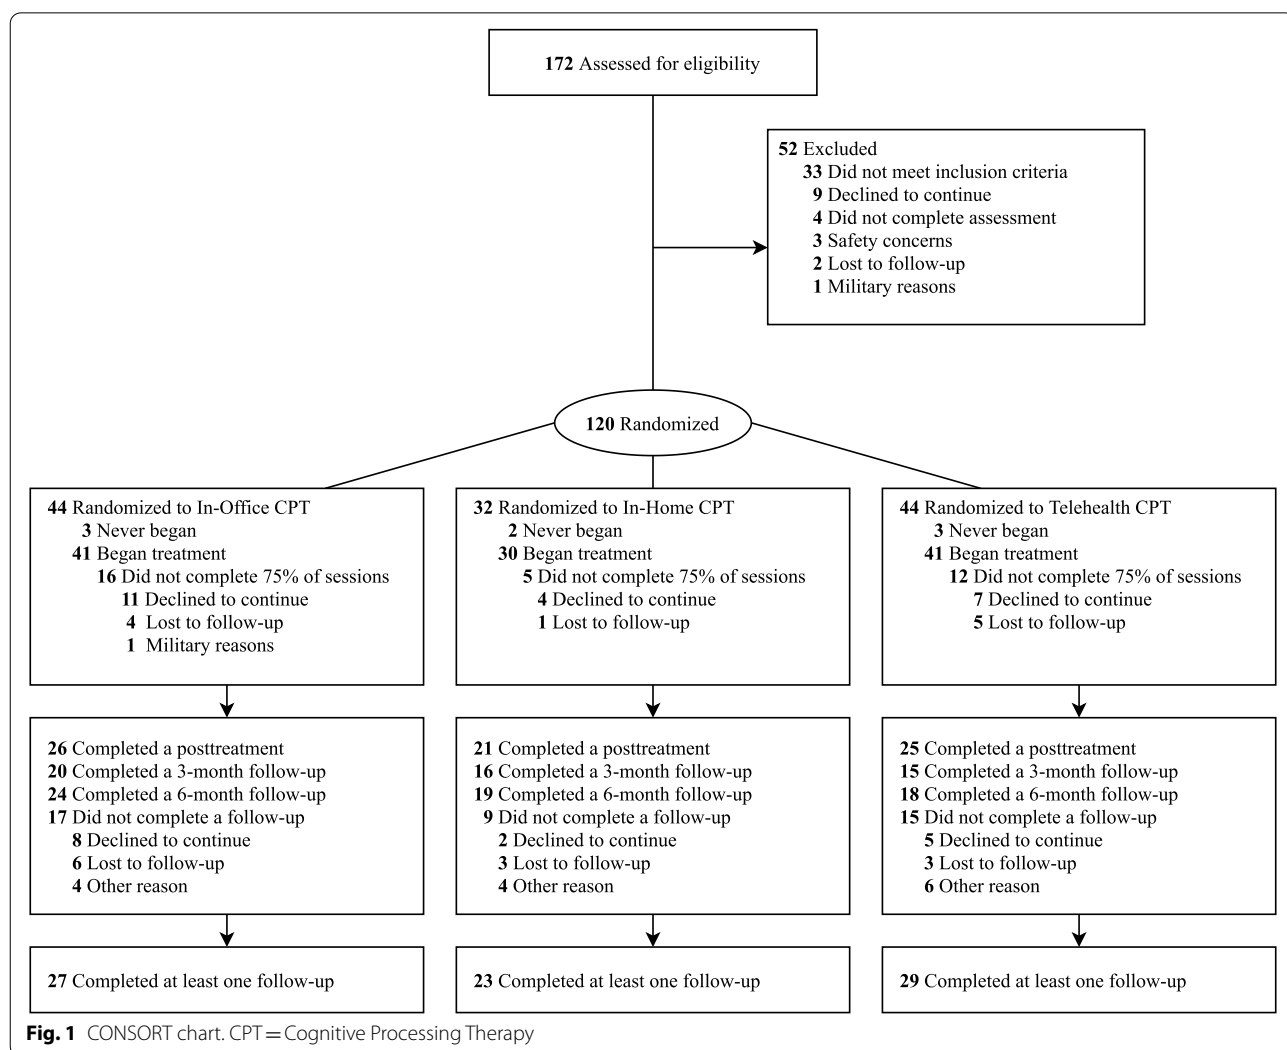 172 Assessed for eligibility
52 Excluded
33 Did not meet inclusion criteria
9 Declined to continue
4 Did not complete assessment
3 Safety concerns
2 Lost to follow-up
1 Military reasons
120 Randomized
44 Randomized to In-Office CPT
3 Never began
41 Began treatment
16 Did not complete 75% of sessions
11 Declined to continue
4 Lost to follow-up
1 Military reasons
32 Randomized to In-Home CPT
2 Never began
30 Began treatment
5 Did not complete 75% of sessions
4 Declined to continue
1 Lost to follow-up
44 Randomized to Telehealth CPT
3 Never began
41 Began treatment
12 Did not complete 75% of sessions
7 Declined to continue
5 Lost to follow-up
26 Completed a posttreatment
20 Completed a 3-month follow-up
24 Completed a 6-month follow-up
17 Did not complete a follow-up
8 Declined to continue
6 Lost to follow-up
4 Other reason
21 Completed a posttreatment
16 Completed a 3-month follow-up
19 Completed a 6-month follow-up
9 Did not complete a follow-up
2 Declined to continue
3 Lost to follow-up
4 Other reason
25 Completed a posttreatment
15 Completed a 3-month follow-up
18 Completed a 6-month follow-up
15 Did not complete a follow-up
5 Declined to continue
3 Lost to follow-up
6 Other reason
27 Completed at least one follow-up
23 Completed at least one follow-up
29 Completed at least one follow-up
Fig. 1 CONSORT chart. CPT = Cognitive Processing Therapy